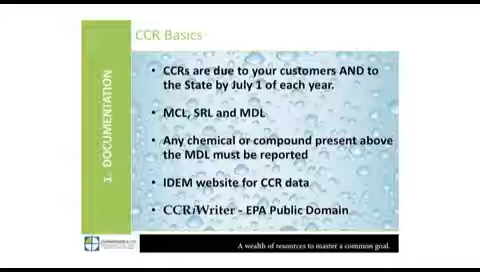 CCR Basics
1. DOCUMENTATION
• CCRs are due to your customers AND to
the State by July 1 of each year.
• MCL, SRL and MDL
• Any chemical or compound present above
the MDL must be reported
• IDEM website for CCR data
• CCRiWriter - EPA Public Domain
COMMONWEALTH
A wealth of resources to master a common goal.